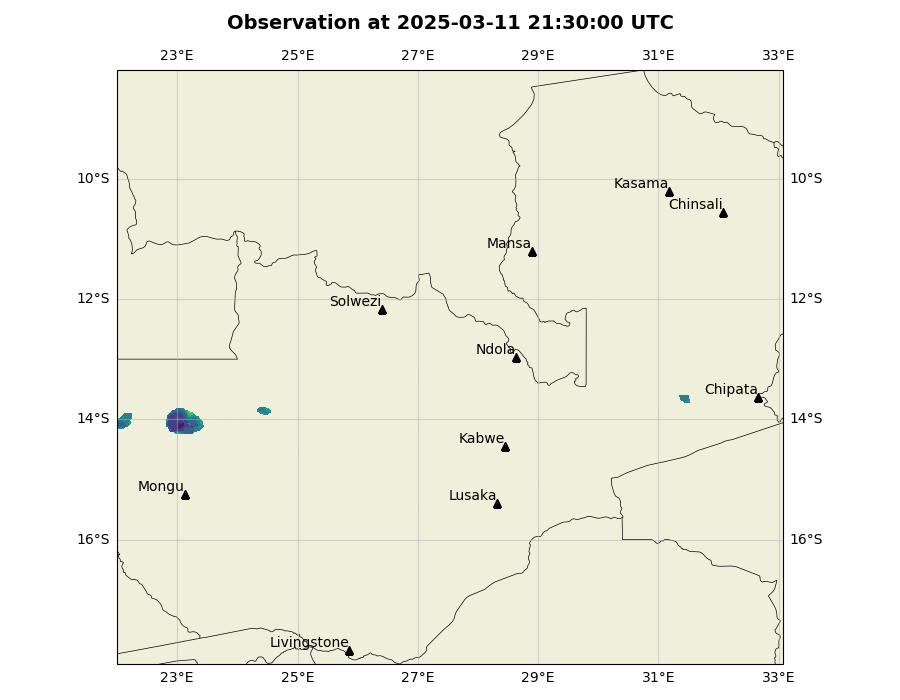 Observation at 2025-03-11 21:30:00 UTC
23°E 25°E 27°E 29°E 31°E 33°E
10°S 10°S
Kasama
Chinsali
Mansa
12°S 12°S
Solwezi
Ndola
Chipata
14°S 14°S
Kabwe
Mongu
Lusaka
16°S 16°S
Livingstone
23°E 25°E 27°E 29°E 31°E 33°E